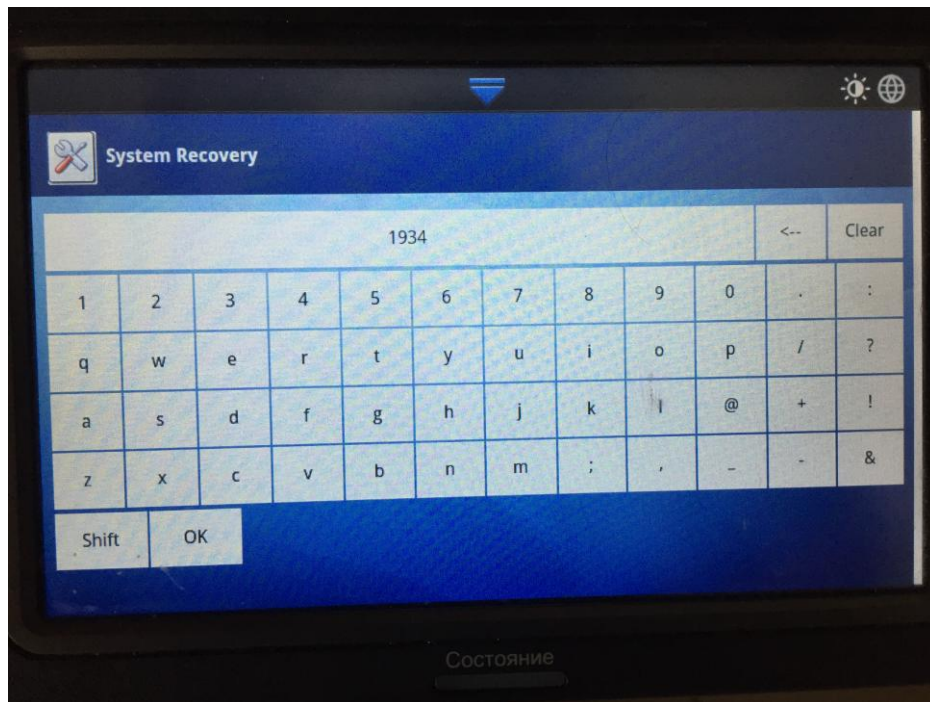 System Recovery
1934 <-- Clear
1 2 3 4 5 6 7 8 9 0 . :
q w e r t y u i o p / ?
a s d f g h j k l @ + !
z x c v b n m ; , _ - &
Shift OK
Состояние